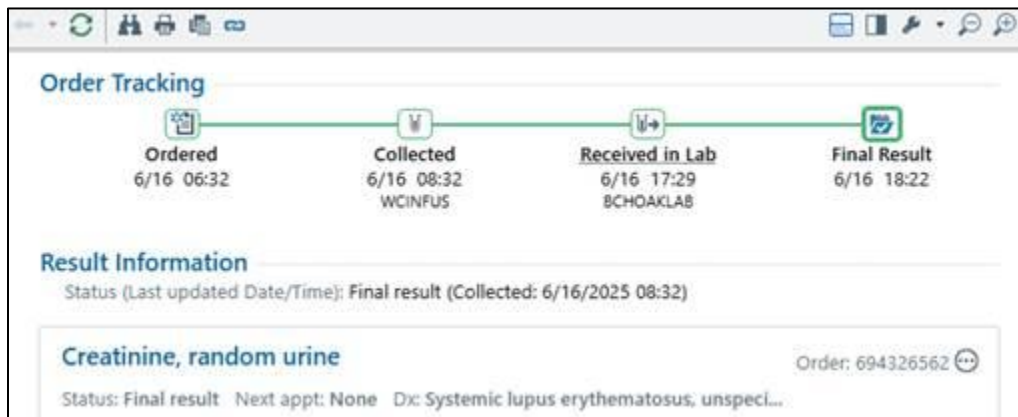 Order Tracking
Ordered Collected Received in Lab Final Result
6/16 06:32 6/16 08:32 6/16 17:29 6/16 18:22
WCINFUS BCHOAKLAB
Result Information
Status (Last updated Date/Time): Final result (Collected: 6/16/2025 08:32)
Creatinine, random urine Order: 694326562
Status: Final result Next appt: None Dx: Systemic lupus erythematosus, unspeci...